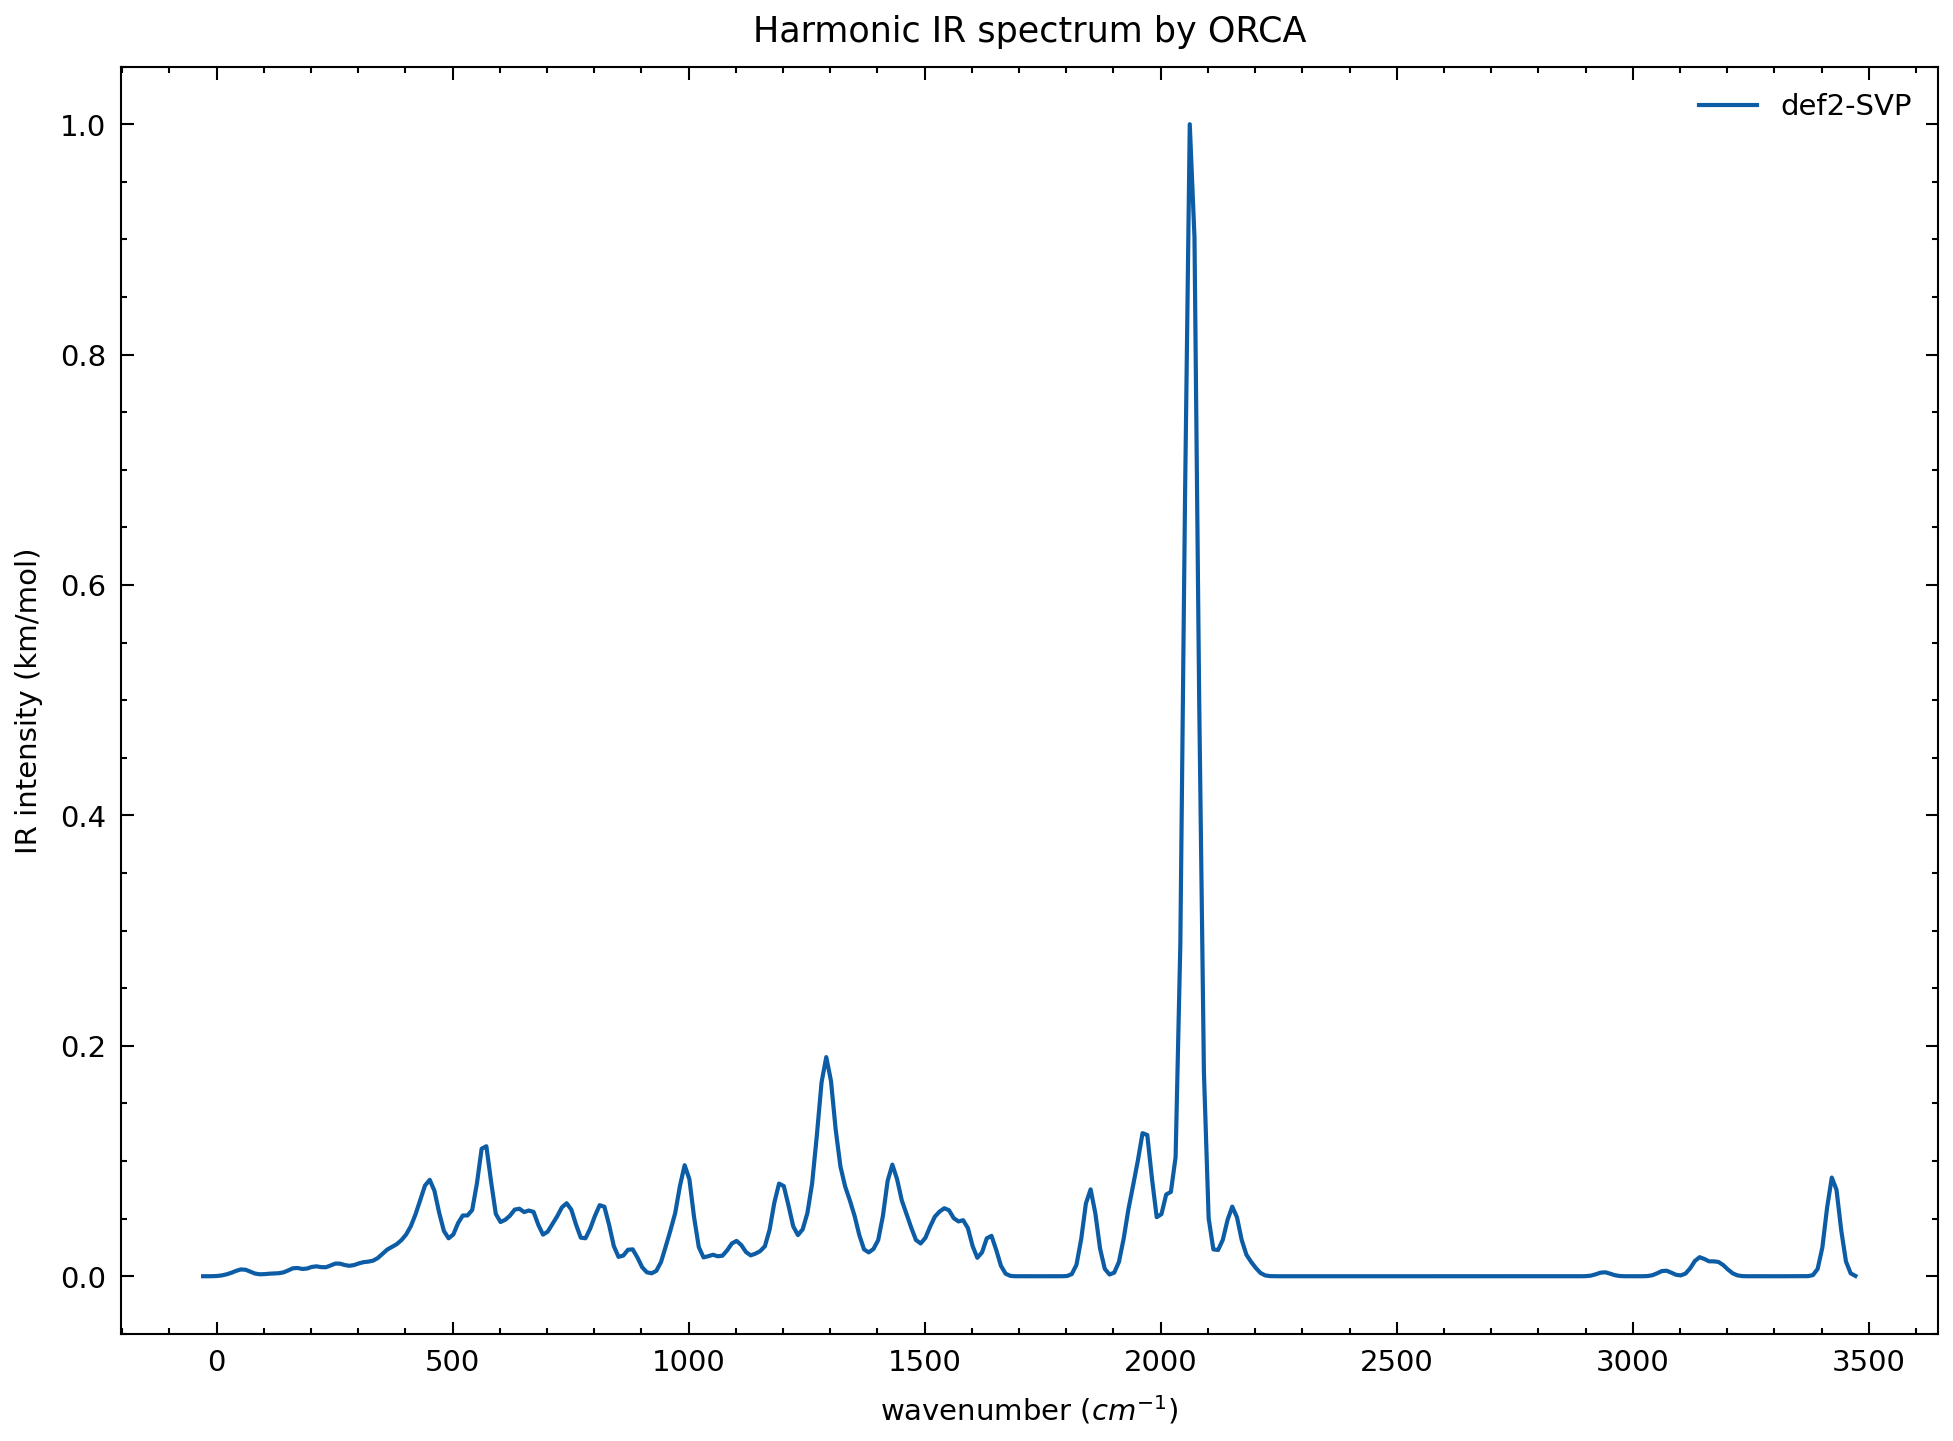 Harmonic IR spectrum by ORCA
def2-SVP
IR intensity (km/mol)
1.0
0.8
0.6
0.4
0.2
0.0
0 500 1000 1500 2000 2500 3000 3500
wavenumber (cm⁻¹)